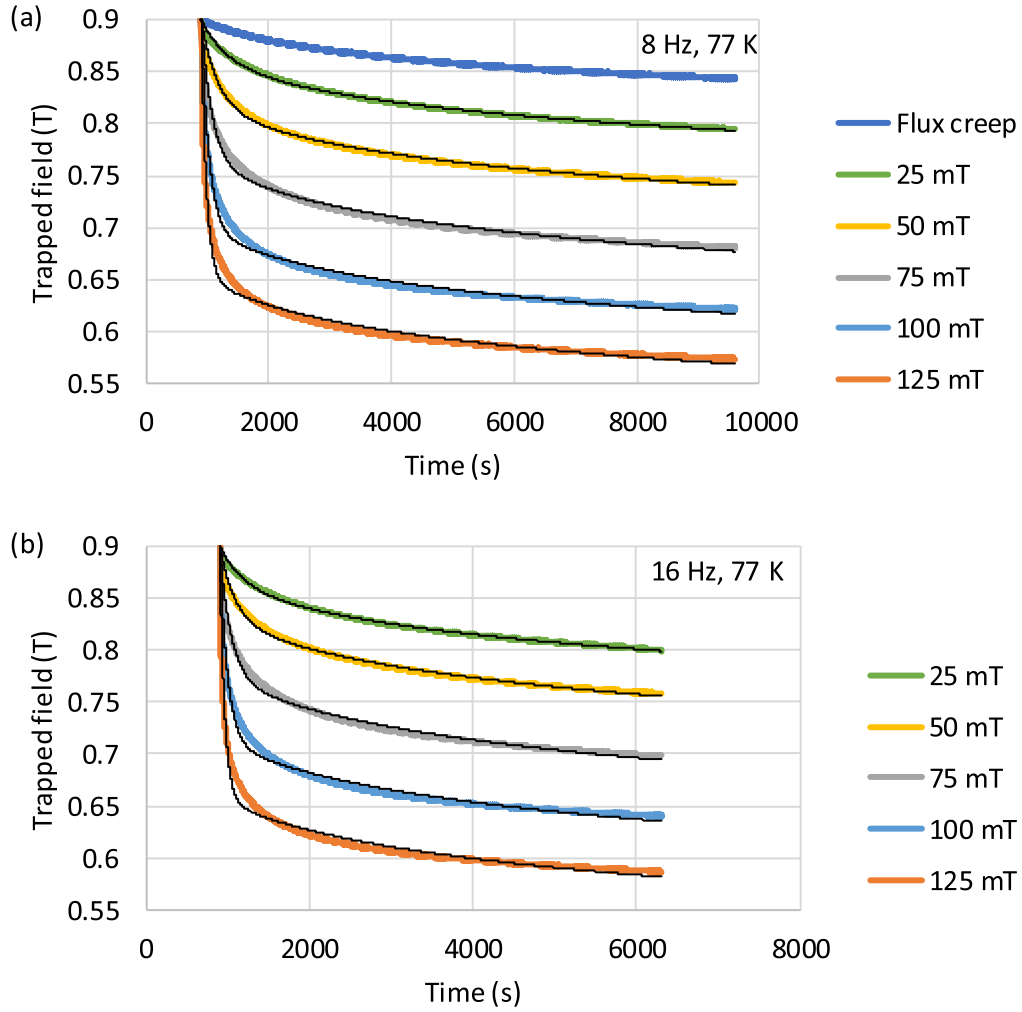 (a)
0.9
0.85
0.8
0.75
0.7
0.65
0.6
0.55
Trapped field (T)
8 Hz, 77 K
0 2000 4000 6000 8000 10000
Time (s)
Flux creep
25 mT
50 mT
75 mT
100 mT
125 mT
(b)
0.9
0.85
0.8
0.75
0.7
0.65
0.6
0.55
Trapped field (T)
16 Hz, 77 K
0 2000 4000 6000 8000
Time (s)
25 mT
50 mT
75 mT
100 mT
125 mT